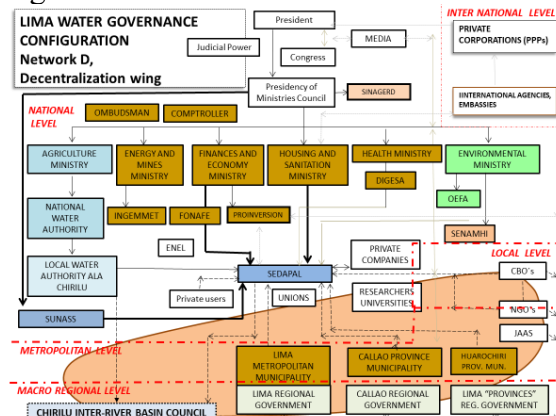 LIMA WATER GOVERNANCE
CONFIGURATION
Network D,
Decentralization wing
President
Judicial Power
Congress
MEDIA
Presidency of
Ministries Council
SINAGERD
INTER NATIONAL LEVEL
PRIVATE
CORPORATIONS (PPPs)
IINTERNATIONAL AGENCIES,
EMBASSIES
NATIONAL
LEVEL
OMBUDSMAN
COMPTROLLER
AGRICULTURE
MINISTRY
ENERGY AND
MINES MINISTRY
FINANCES AND
ECONOMY MINISTRY
HOUSING AND
SANITATION
MINISTRY
HEALTH MINISTRY
ENVIRONMENTAL
MINISTRY
DIGESA
OEFA
NATIONAL
WATER
AUTHORITY
INGEMMET
FONAFE
PROINVERSION
SENAMHI
ENEL
PRIVATE
COMPANIES
LOCAL LEVEL
LOCAL WATER
AUTHORITY ALA
CHIRILU
SEDAPAL
CBO's
Private users
UNIONS
RESEARCHERS
UNIVERSITIES
NGO's
SUNASS
JAAS
METROPOLITAN LEVEL
LIMA
METROPOLITAN
MUNICIPALITY
CALLAO PROVINCE
MUNICIPALITY
HUAROCHIRI
PROV. MUN.
MACRO REGIONAL LEVEL
LIMA REGIONAL
GOVERNMENT
CALLAO REGIONAL
GOVERNMENT
LIMA "PROVINCES"
REG. GOVERNMENT
CHIRILU INTER-RIVER BASIN COUNCIL